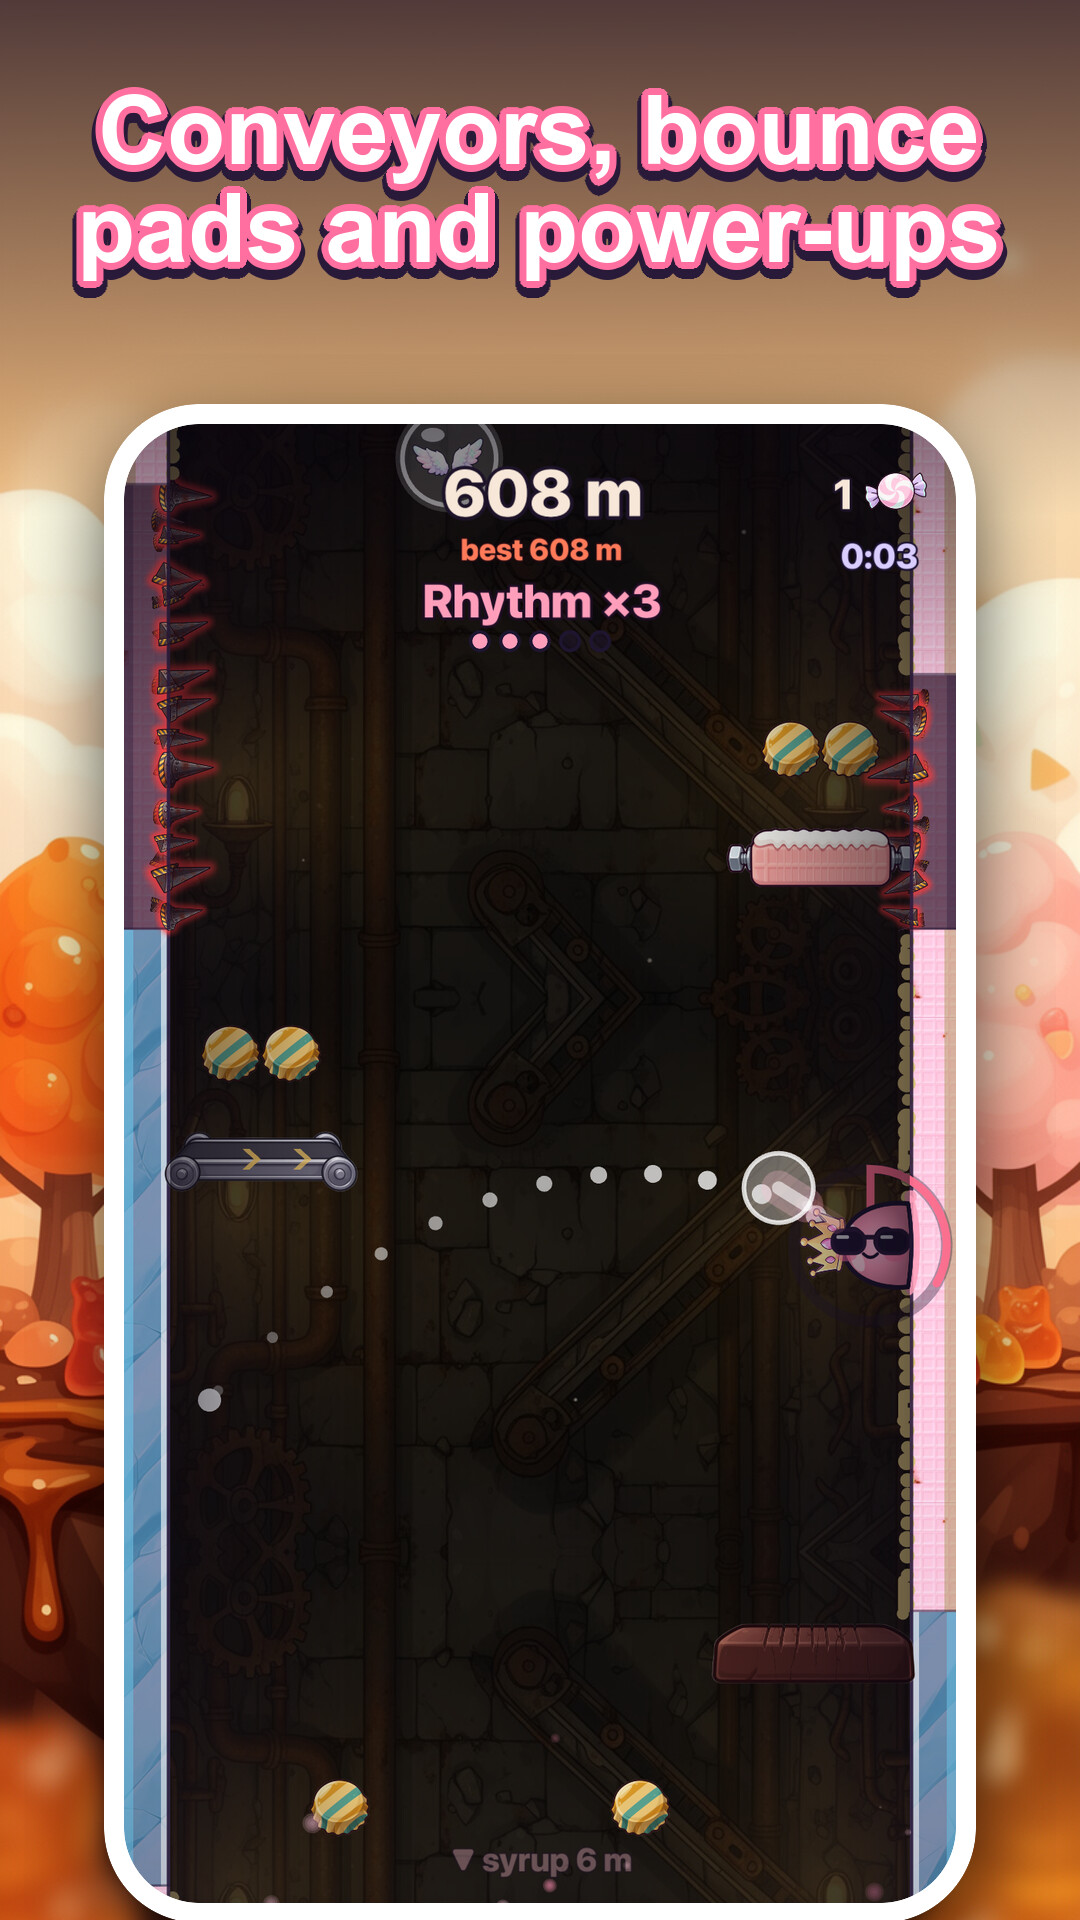 Conveyors, bounce
pads and power-ups
608 m
1
best 608 m
0:03
Rhythm ×3
▼ syrup 6 m